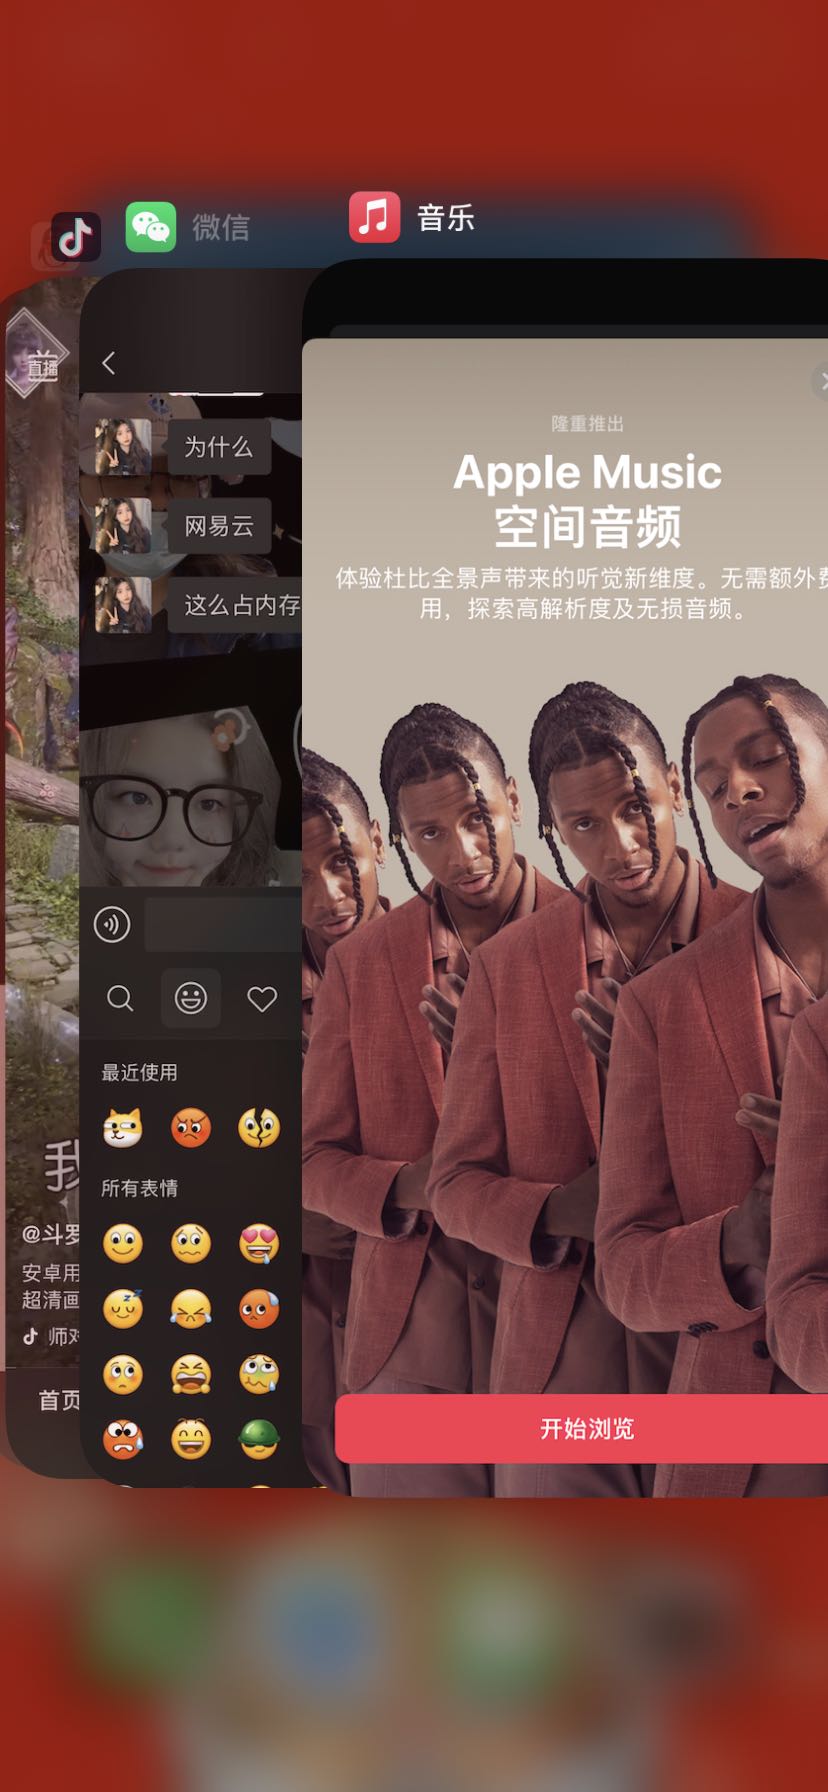 微信
音乐
直播
为什么
网易云
这么占内存
隆重推出
Apple Music
空间音频
体验杜比全景声带来的听觉新维度。无需额外费
用，探索高解析度及无损音频。
最近使用
所有表情
我
@斗罗
安卓用
超清画
师对
首页
开始浏览